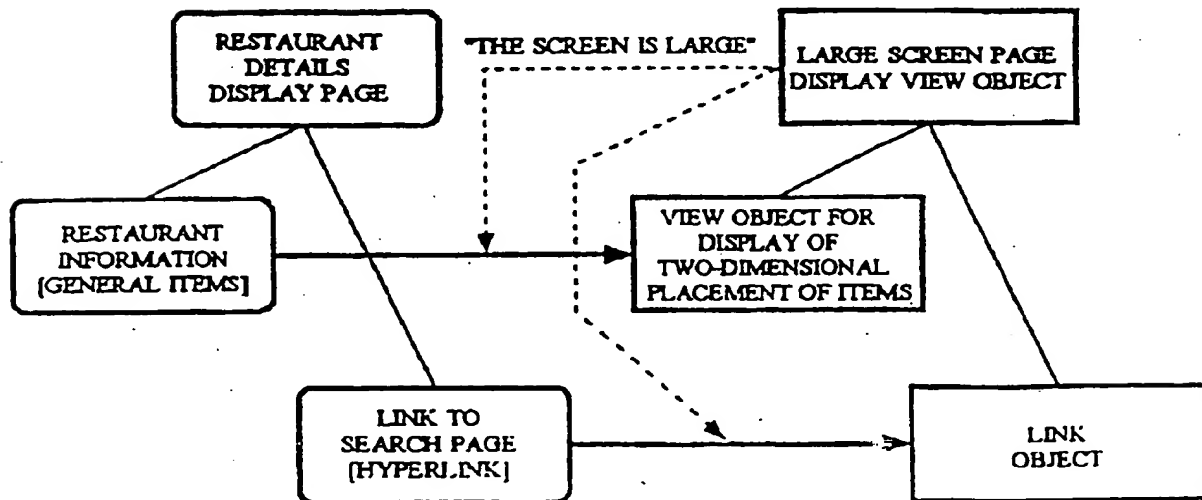 RESTAURANT
DETAILS
DISPLAY PAGE
"THE SCREEN IS LARGE"
LARGE SCREEN PAGE
DISPLAY VIEW OBJECT
RESTAURANT
INFORMATION
[GENERAL ITEMS]
VIEW OBJECT FOR
DISPLAY OF
TWO-DIMENSIONAL
PLACEMENT OF ITEMS
LINK TO
SEARCH PAGE
[HYPERLINK]
LINK
OBJECT